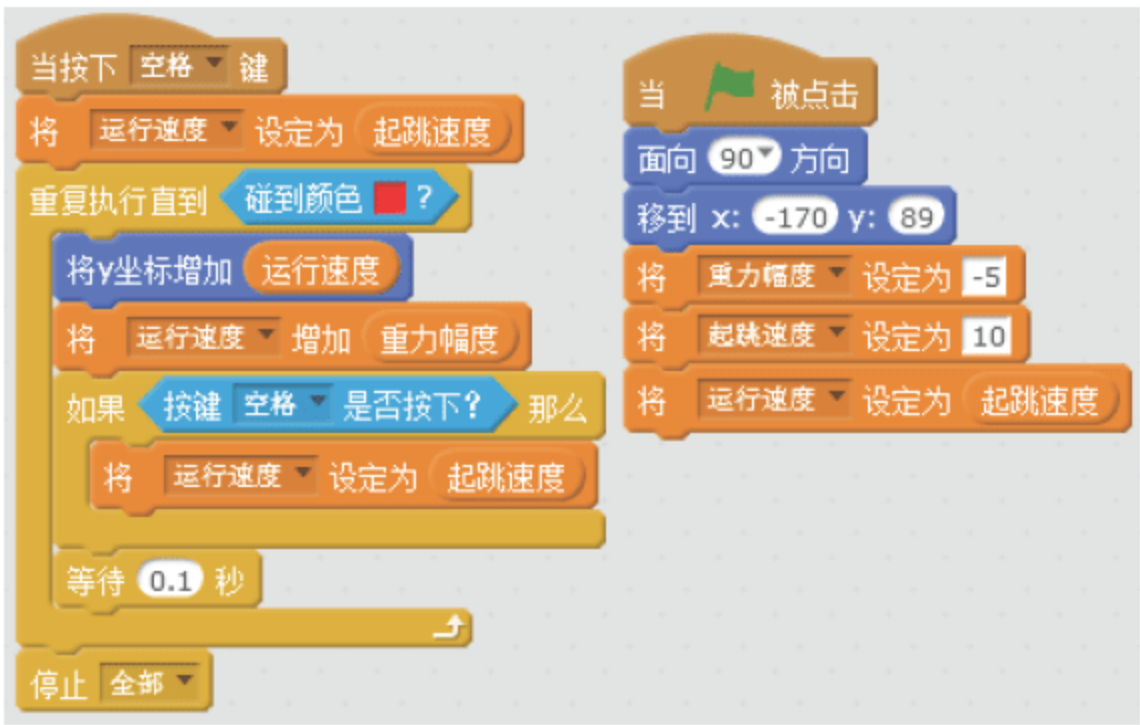 当按下 空格 键
将 运行速度 设定为 起跳速度
重复执行直到 碰到颜色 ?
将y坐标增加 运行速度
将 运行速度 增加 重力幅度
如果 按键 空格 是否按下? 那么
将 运行速度 设定为 起跳速度
等待 0.1 秒
停止 全部
当 被点击
面向 90 方向
移到 x: -170 y: 89
将 重力幅度 设定为 -5
将 起跳速度 设定为 10
将 运行速度 设定为 起跳速度